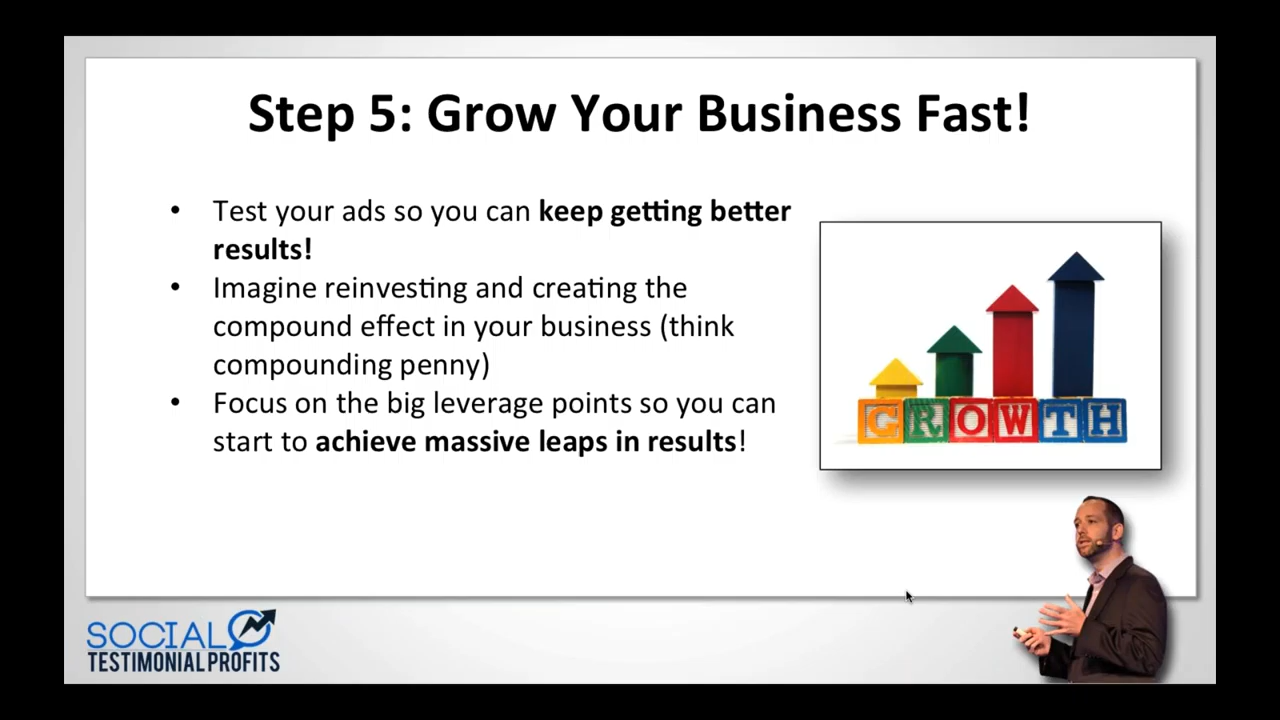 Step 5: Grow Your Business Fast!
• Test your ads so you can keep getting better
results!
• Imagine reinvesting and creating the
compound effect in your business (think
compounding penny)
• Focus on the big leverage points so you can
start to achieve massive leaps in results!
GROWTH
SOCIAL
TESTIMONIAL PROFITS